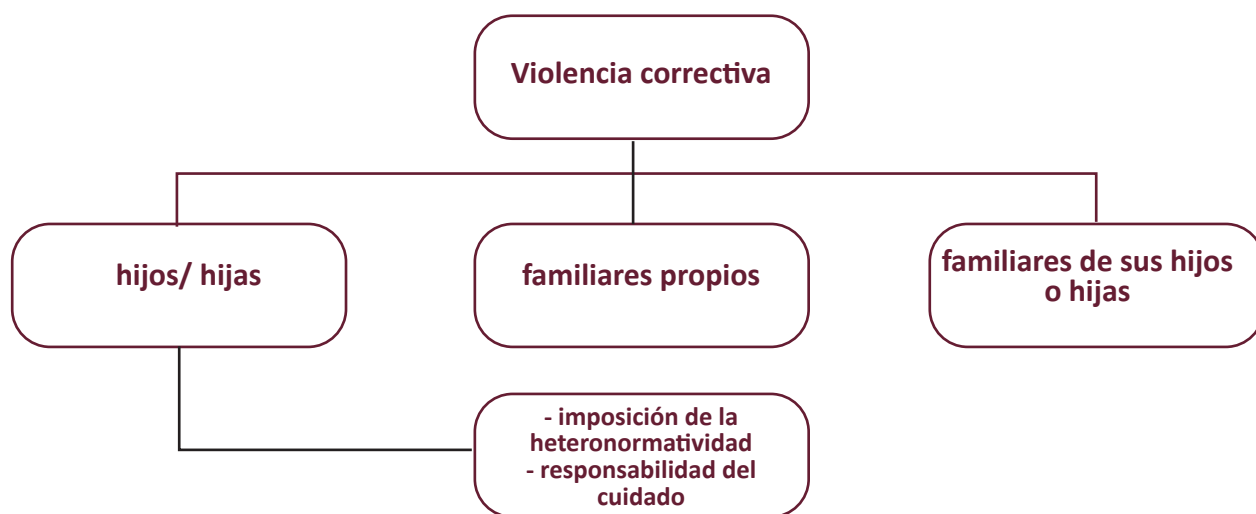 Violencia correctiva
hijos/ hijas
familiares propios
familiares de sus hijos
o hijas
- imposición de la
heteronormatividad
- responsabilidad del
cuidado